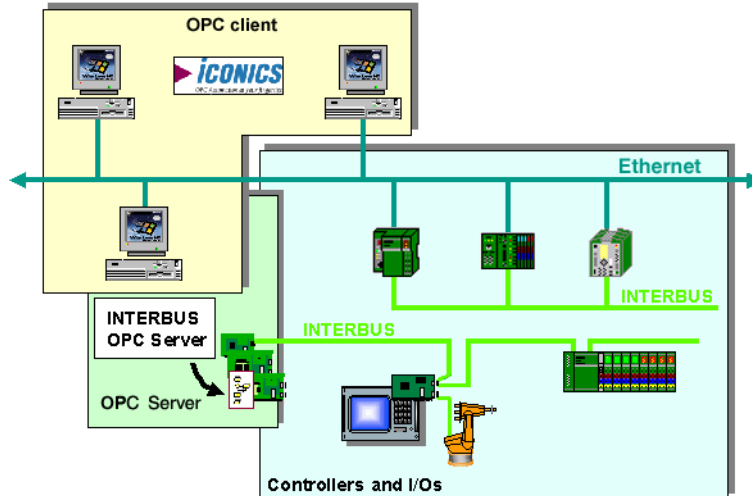 OPC client
ICONICS
Ethernet
INTERBUS
INTERBUS
OPC Server
INTERBUS
OPC Server
Controllers and I/Os